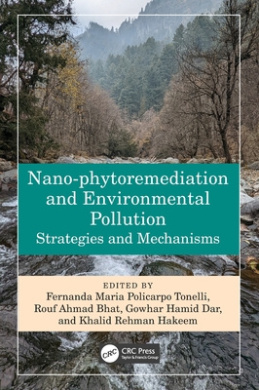 Nano-phytoremediation
and Environmental
Pollution
Strategies and Mechanisms
EDITED BY
Fernanda Maria Policarpo Tonelli,
Rouf Ahmad Bhat, Gowhar Hamid Dar,
and Khalid Rehman Hakeem
CRC
CRC Press
Taylor & Francis Group